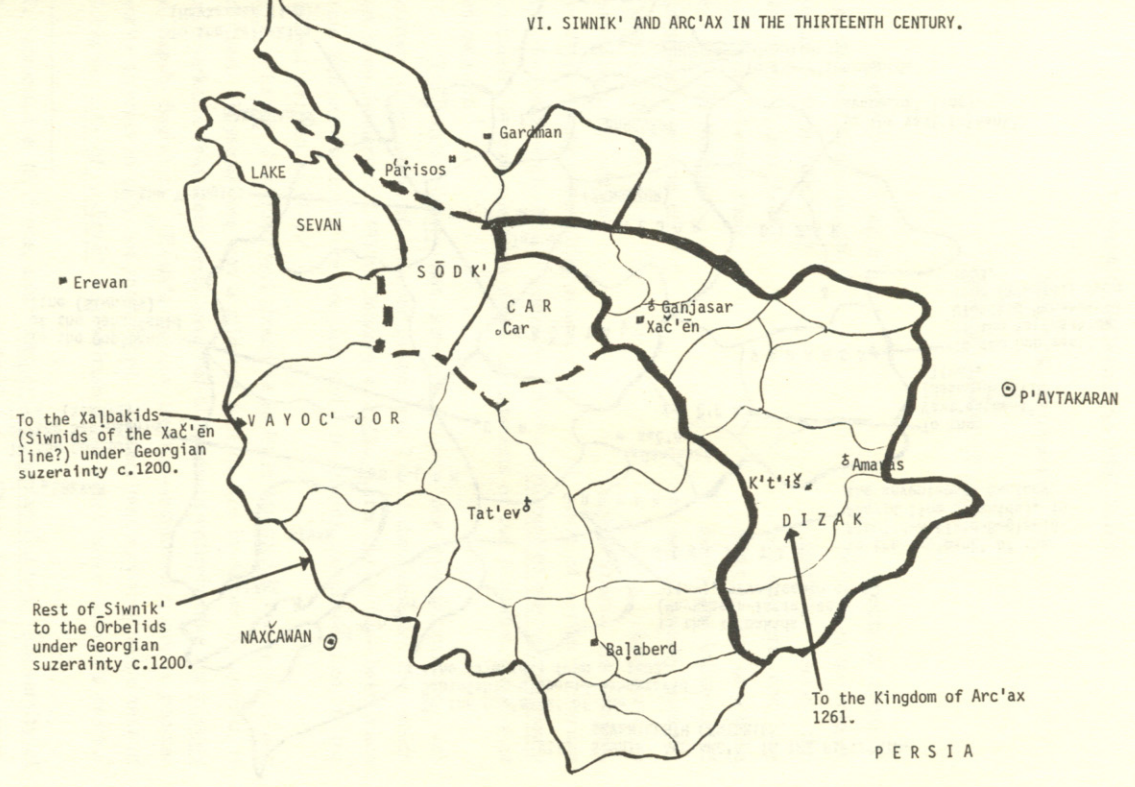 VI. SIWNIK' AND ARC'AX IN THE THIRTEENTH CENTURY.
Gardman
Pářisos
LAKE
SEVAN
SŌDK'
Erevan
CAR
Car
Ganjasar
Xač'ēn
P'AYTAKARAN
To the Xaḷbakids
(Siwnids of the Xač'ēn
line?) under Georgian
suzerainty c.1200.
VAYOC' JOR
Amaras
K't'iš
Tat'ev
DIZAK
Rest of Siwnik'
to the Ōrbelids
under Georgian
suzerainty c.1200.
NAXČAWAN
Baḷaberd
To the Kingdom of Arc'ax
1261.
PERSIA